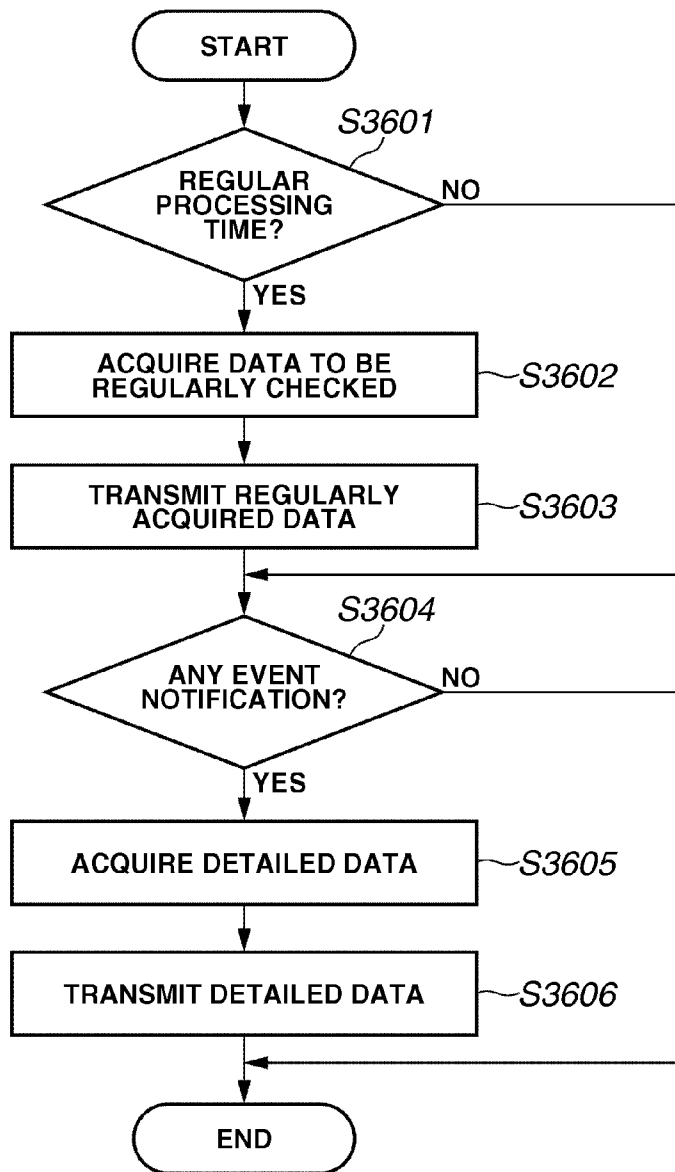 START
S3601
REGULAR
PROCESSING
TIME?
NO
YES
ACQUIRE DATA TO BE
REGULARLY CHECKED
S3602
TRANSMIT REGULARLY
ACQUIRED DATA
S3603
S3604
ANY EVENT
NOTIFICATION?
NO
YES
ACQUIRE DETAILED DATA
S3605
TRANSMIT DETAILED DATA
S3606
END